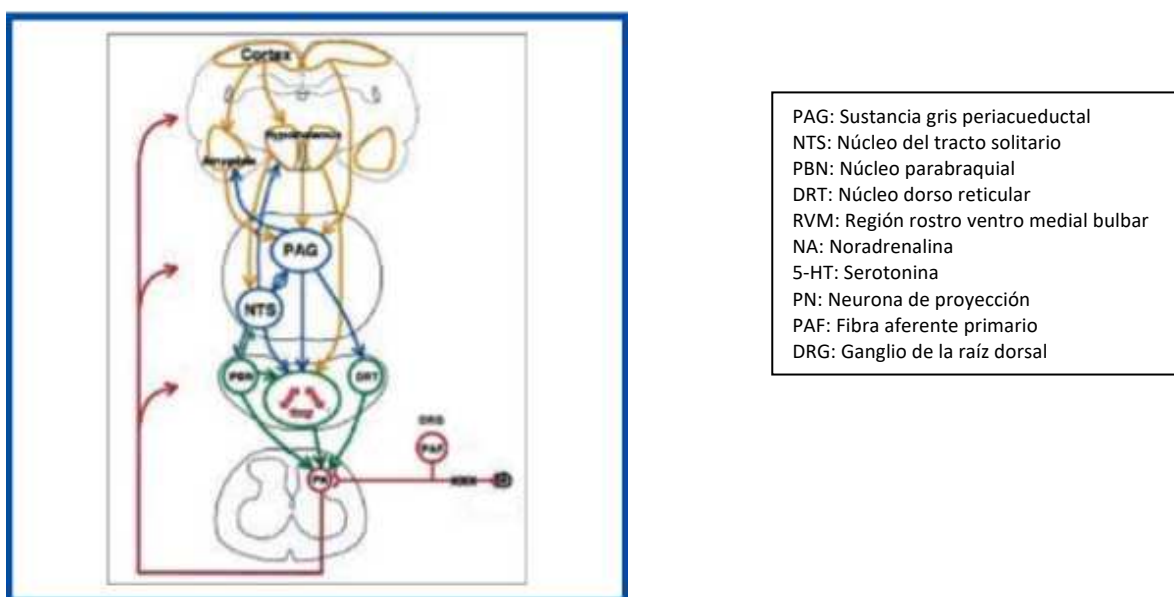 Cortex
Hypothalamus
Amygdala
PAG
NTS
PBN
DRT
DRG
PAF
PN
PAG: Sustancia gris periacueductal
NTS: Núcleo del tracto solitario
PBN: Núcleo parabraquial
DRT: Núcleo dorso reticular
RVM: Región rostro ventro medial bulbar
NA: Noradrenalina
5-HT: Serotonina
PN: Neurona de proyección
PAF: Fibra aferente primario
DRG: Ganglio de la raíz dorsal